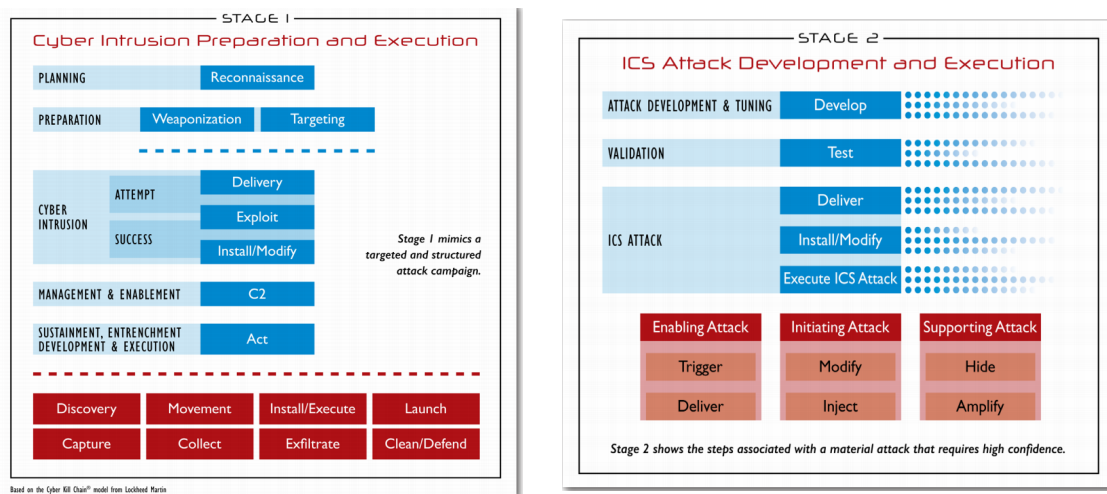 STAGE 1
Cyber Intrusion Preparation and Execution
PLANNING
Reconnaissance
PREPARATION
Weaponization
Targeting
CYBER
INTRUSION
ATTEMPT
SUCCESS
Delivery
Exploit
Install/Modify
Stage 1 mimics a
targeted and structured
attack campaign.
MANAGEMENT & ENABLEMENT
C2
SUSTAINMENT, ENTRENCHMENT
DEVELOPMENT & EXECUTION
Act
Discovery
Movement
Install/Execute
Launch
Capture
Collect
Exfiltrate
Clean/Defend
Based on the Cyber Kill Chain® model from Lockheed Martin
STAGE 2
ICS Attack Development and Execution
ATTACK DEVELOPMENT & TUNING
Develop
VALIDATION
Test
ICS ATTACK
Deliver
Install/Modify
Execute ICS Attack
Enabling Attack
Initiating Attack
Supporting Attack
Trigger
Modify
Hide
Deliver
Inject
Amplify
Stage 2 shows the steps associated with a material attack that requires high confidence.